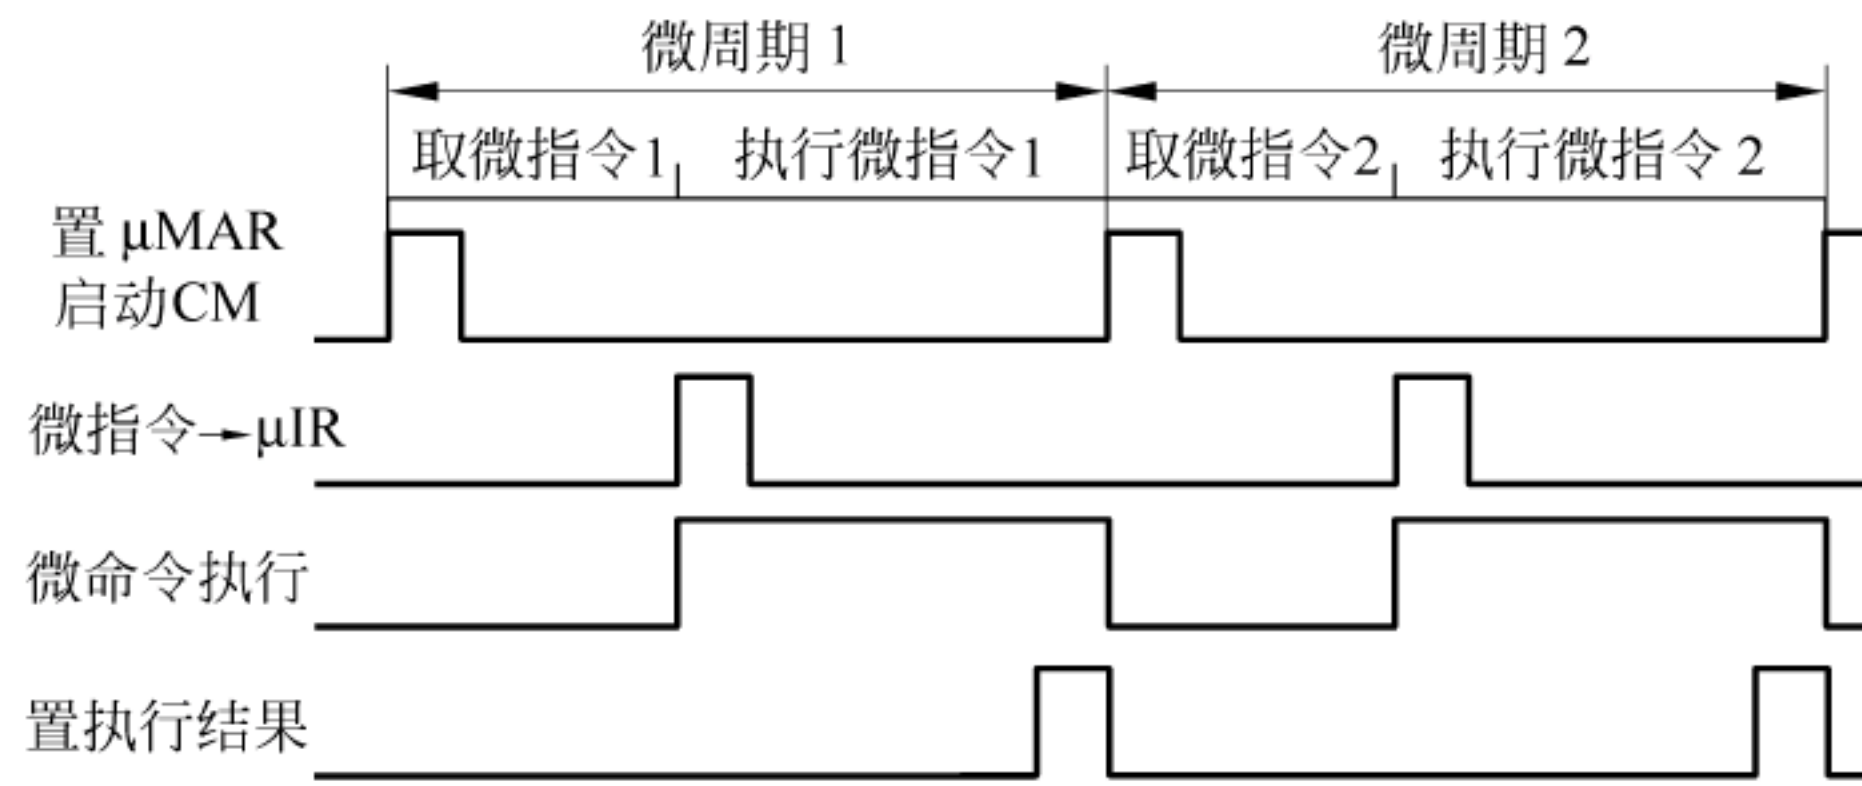 微周期 1
微周期 2
取微指令1
执行微指令1
取微指令2
执行微指令 2
置 μMAR
启动CM
微指令→μIR
微命令执行
置执行结果